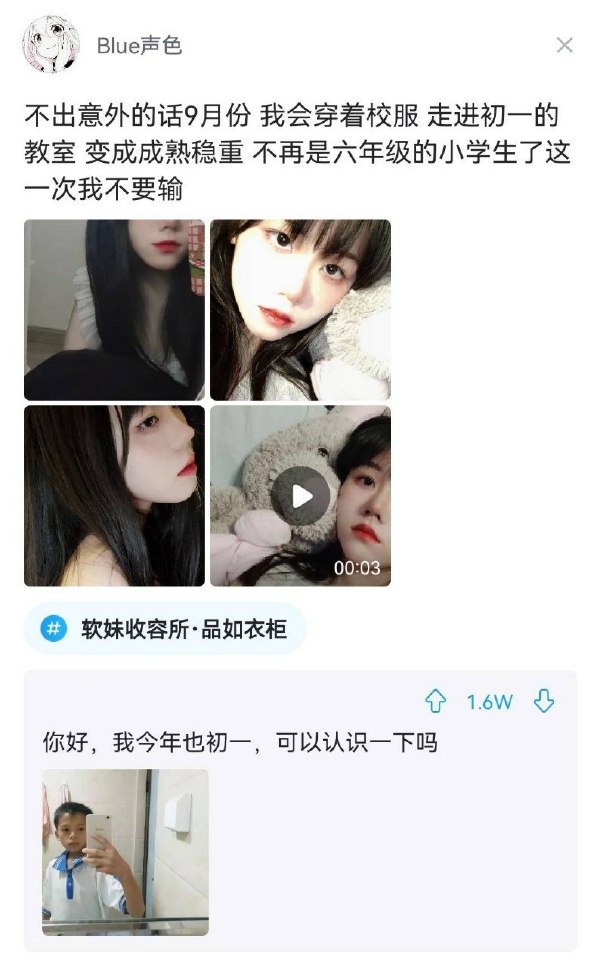 Blue声色
不出意外的话9月份 我会穿着校服 走进初一的
教室 变成成熟稳重 不再是六年级的小学生了这
一次我不要输
00:03
# 软妹收容所·品如衣柜
1.6W
你好，我今年也初一，可以认识一下吗